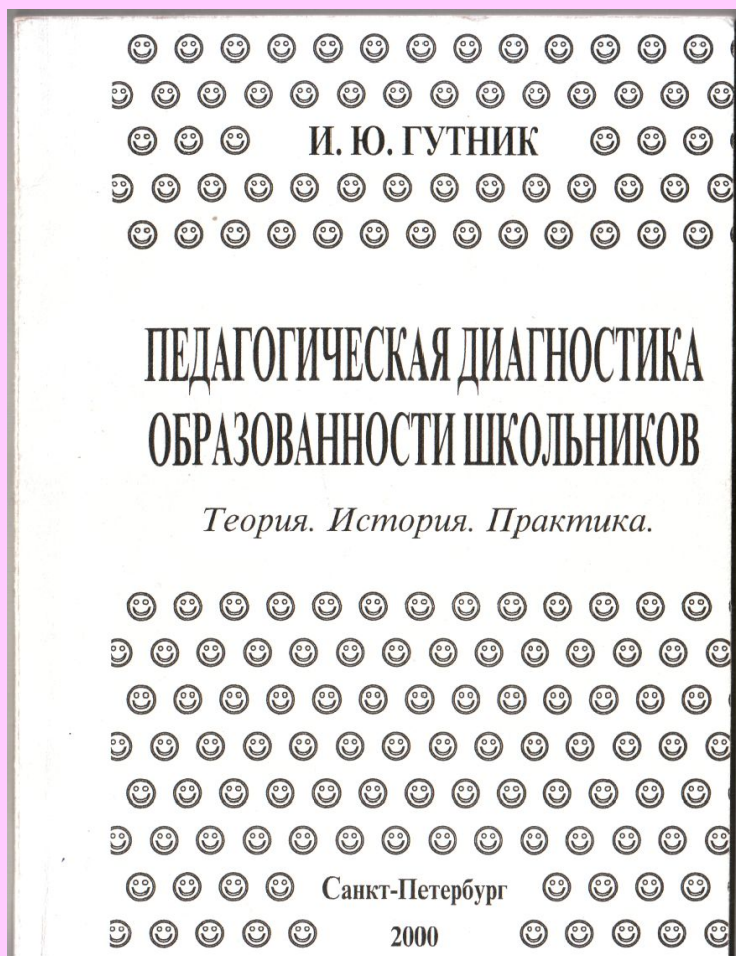 И. Ю. ГУТНИК
ПЕДАГОГИЧЕСКАЯ ДИАГНОСТИКА
ОБРАЗОВАННОСТИ ШКОЛЬНИКОВ
Теория. История. Практика.
Санкт-Петербург
2000